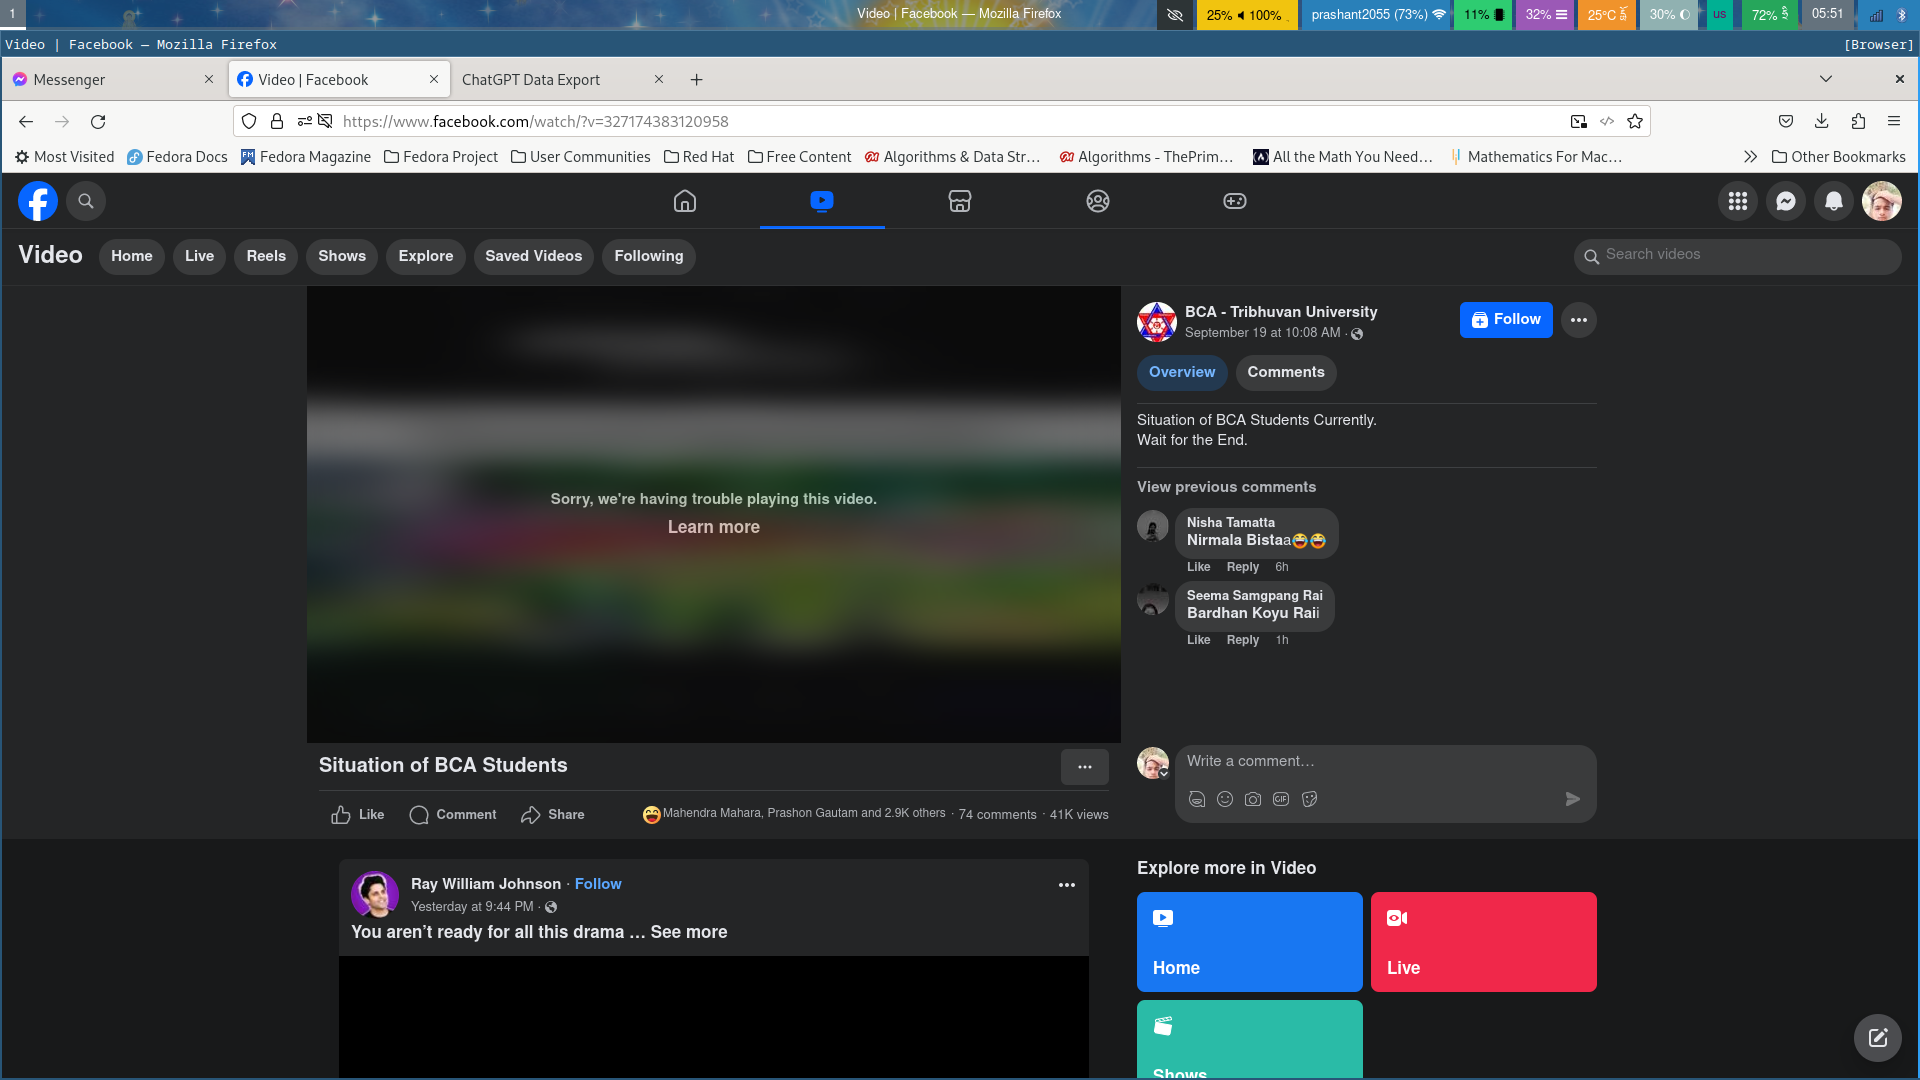 1
Video | Facebook — Mozilla Firefox
25% 100%
prashant2055 (73%)
11%
32%
25°C
30%
us
72%
05:51
Video | Facebook — Mozilla Firefox
[Browser]
Messenger
Video | Facebook
ChatGPT Data Export
https://www.facebook.com/watch/?v=327174383120958
Most Visited
Fedora Docs
Fedora Magazine
Fedora Project
User Communities
Red Hat
Free Content
Algorithms & Data Str…
Algorithms - ThePrim…
All the Math You Need…
Mathematics For Mac…
Other Bookmarks
Video
Home
Live
Reels
Shows
Explore
Saved Videos
Following
Search videos
Sorry, we're having trouble playing this video.
Learn more
BCA - Tribhuvan University
September 19 at 10:08 AM ·
Follow
Overview
Comments
Situation of BCA Students Currently.
Wait for the End.
View previous comments
Nisha Tamatta
Nirmala Bistaa😂😂
Like Reply 6h
Seema Samgpang Rai
Bardhan Koyu Raii
Like Reply 1h
Write a comment…
GIF
Situation of BCA Students
Like
Comment
Share
Mahendra Mahara, Prashon Gautam and 2.9K others · 74 comments · 41K views
Ray William Johnson · Follow
Yesterday at 9:44 PM ·
You aren’t ready for all this drama … See more
Explore more in Video
Home
Live
Shows